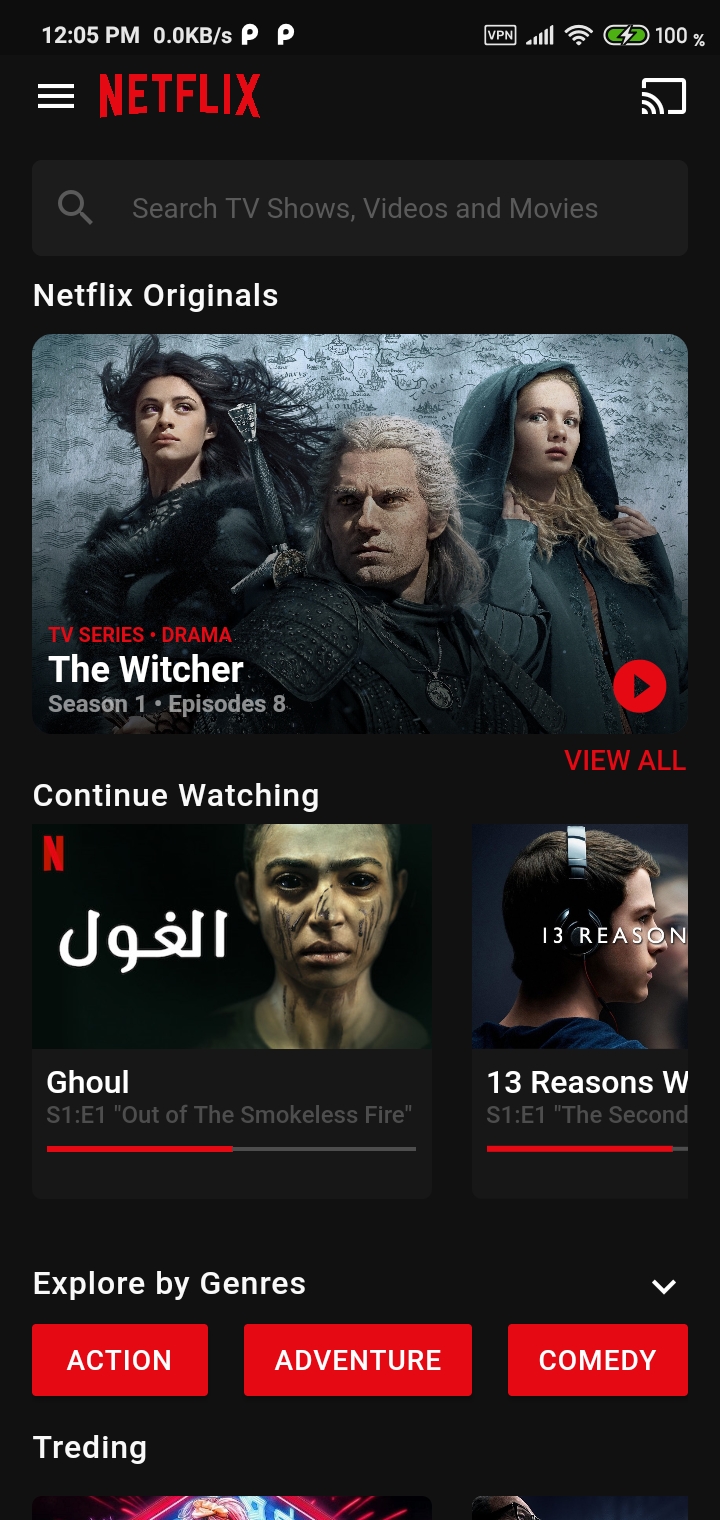 12:05 PM 0.0KB/s
VPN 100 %
NETFLIX
Search TV Shows, Videos and Movies
Netflix Originals
TV SERIES • DRAMA
The Witcher
Season 1 • Episodes 8
VIEW ALL
Continue Watching
N
الغول
13 REASON
Ghoul
13 Reasons W
S1:E1 "Out of The Smokeless Fire"
S1:E1 "The Second
Explore by Genres
ACTION
ADVENTURE
COMEDY
Treding